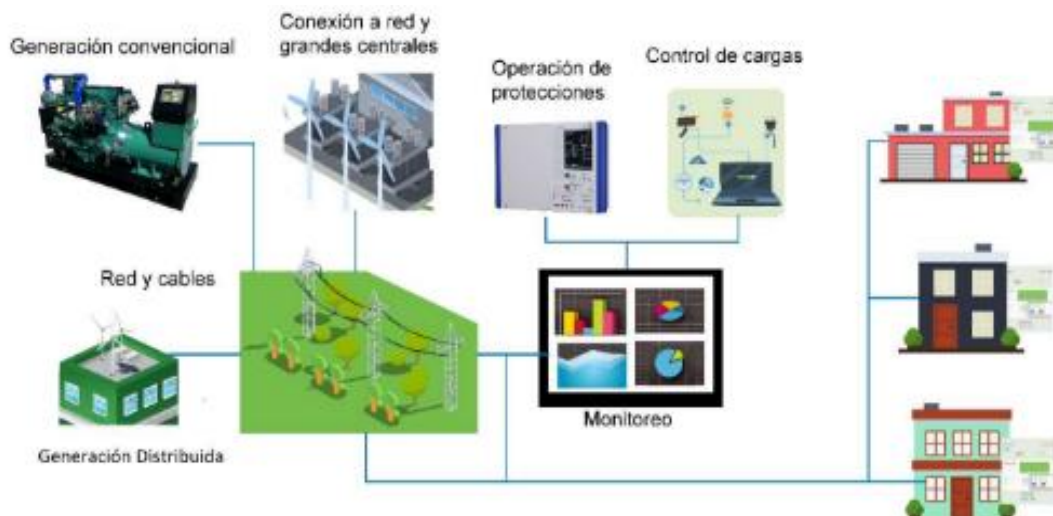 Generación convencional
Conexión a red y
grandes centrales
Operación de
protecciones
Control de cargas
Red y cables
Monitoreo
Generación Distribuida